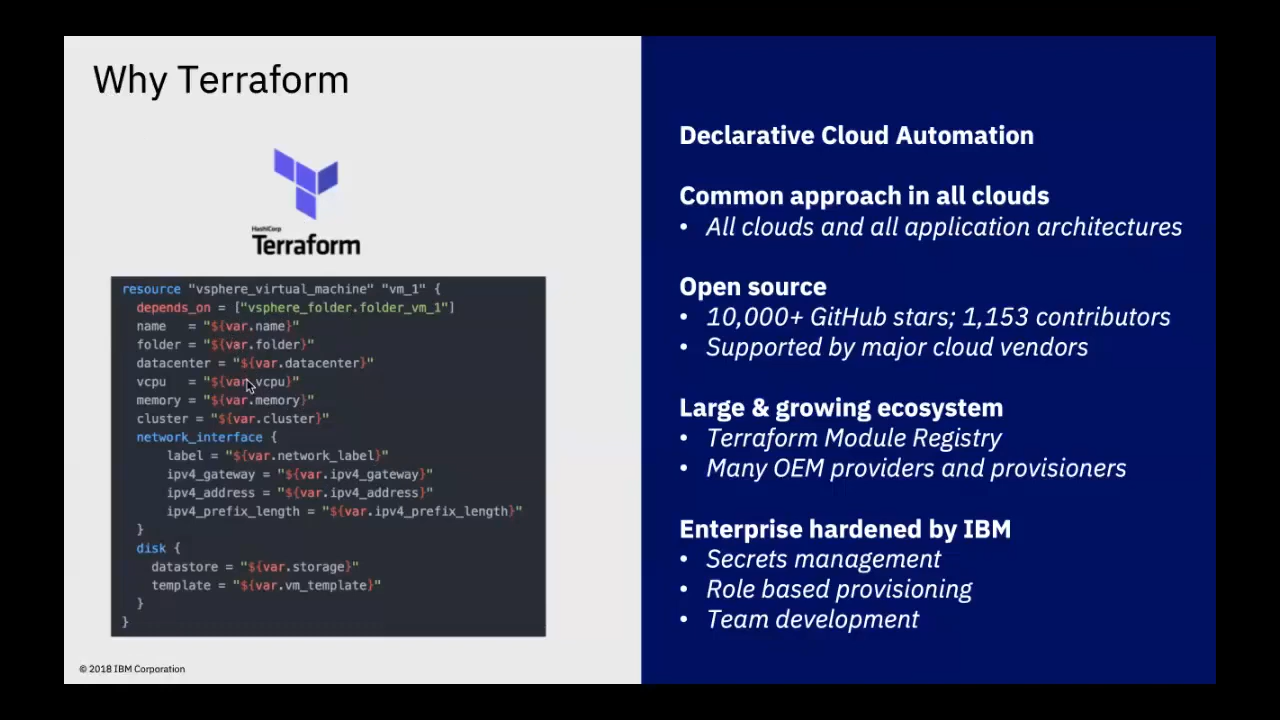 Why Terraform
HashiCorp
Terraform
resource "vsphere_virtual_machine" "vm_1" {
depends_on = ["vsphere_folder.folder_vm_1"]
name = "${var.name}"
folder = "${var.folder}"
datacenter = "${var.datacenter}"
vcpu = "${var.vcpu}"
memory = "${var.memory}"
cluster = "${var.cluster}"
network_interface {
label = "${var.network_label}"
ipv4_gateway = "${var.ipv4_gateway}"
ipv4_address = "${var.ipv4_address}"
ipv4_prefix_length = "${var.ipv4_prefix_length}"
}
disk {
datastore = "${var.storage}"
template = "${var.vm_template}"
}
}
© 2018 IBM Corporation
Declarative Cloud Automation
Common approach in all clouds
• All clouds and all application architectures
Open source
• 10,000+ GitHub stars; 1,153 contributors
• Supported by major cloud vendors
Large & growing ecosystem
• Terraform Module Registry
• Many OEM providers and provisioners
Enterprise hardened by IBM
• Secrets management
• Role based provisioning
• Team development